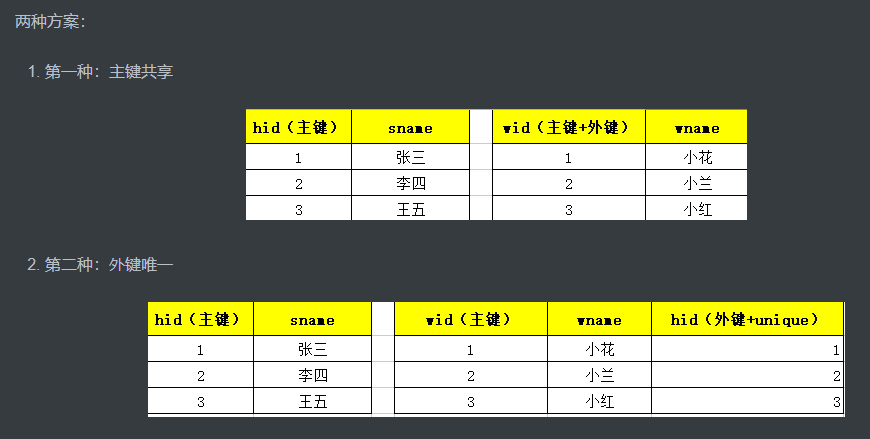 两种方案：
1. 第一种：主键共享
hid（主键） sname wid（主键+外键） wname
1 张三 1 小花
2 李四 2 小兰
3 王五 3 小红
2. 第二种：外键唯一
hid（主键） sname wid（主键） wname hid（外键+unique）
1 张三 1 小花 1
2 李四 2 小兰 2
3 王五 3 小红 3